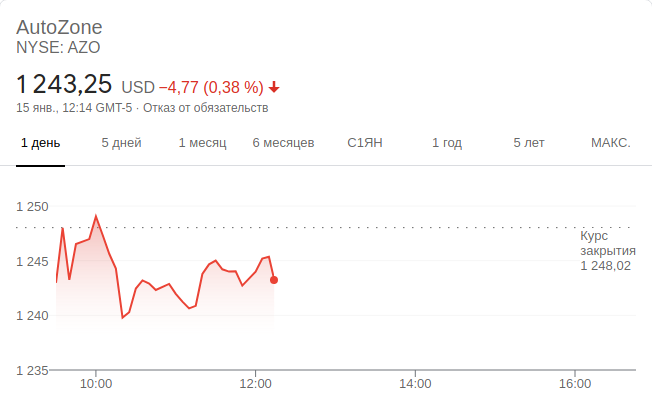 AutoZone
NYSE: AZO
1 243,25 USD −4,77 (0,38 %)
15 янв., 12:14 GMT-5 · Отказ от обязательств
1 день 5 дней 1 месяц 6 месяцев С1ЯН 1 год 5 лет МАКС.
1 250
Курс
закрытия
1 248,02
1 245
1 240
1 235
10:00 12:00 14:00 16:00